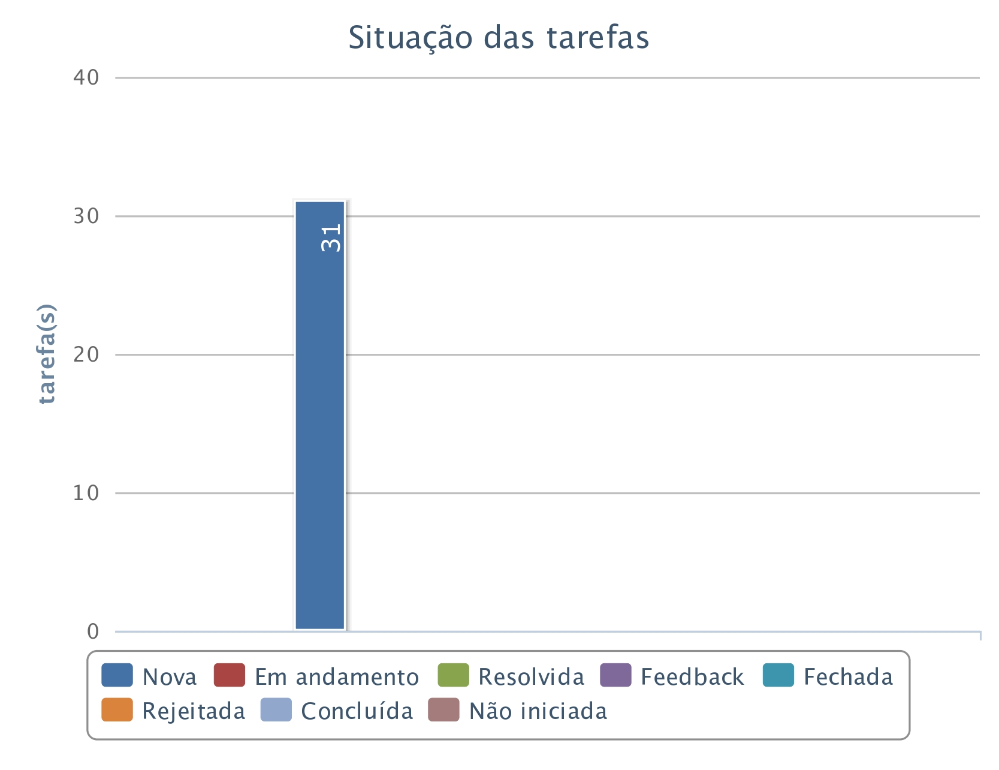 Situação das tarefas
40
30
31
20
tarefa(s)
10
0
Nova Em andamento Resolvida Feedback Fechada
Rejeitada Concluída Não iniciada